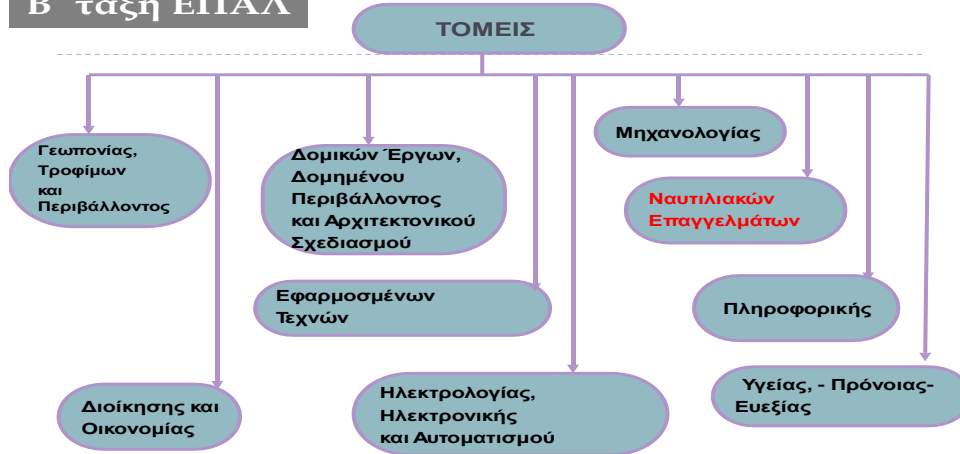 Β΄ τάξη ΕΠΑΛ
ΤΟΜΕΙΣ
Γεωπονίας,
Τροφίμων
και
Περιβάλλοντος
Δομικών Έργων,
Δομημένου
Περιβάλλοντος
και Αρχιτεκτονικού
Σχεδιασμού
Μηχανολογίας
Ναυτιλιακών
Επαγγελμάτων
Εφαρμοσμένων
Τεχνών
Πληροφορικής
Διοίκησης και
Οικονομίας
Ηλεκτρολογίας,
Ηλεκτρονικής
και Αυτοματισμού
Υγείας, - Πρόνοιας-
Ευεξίας